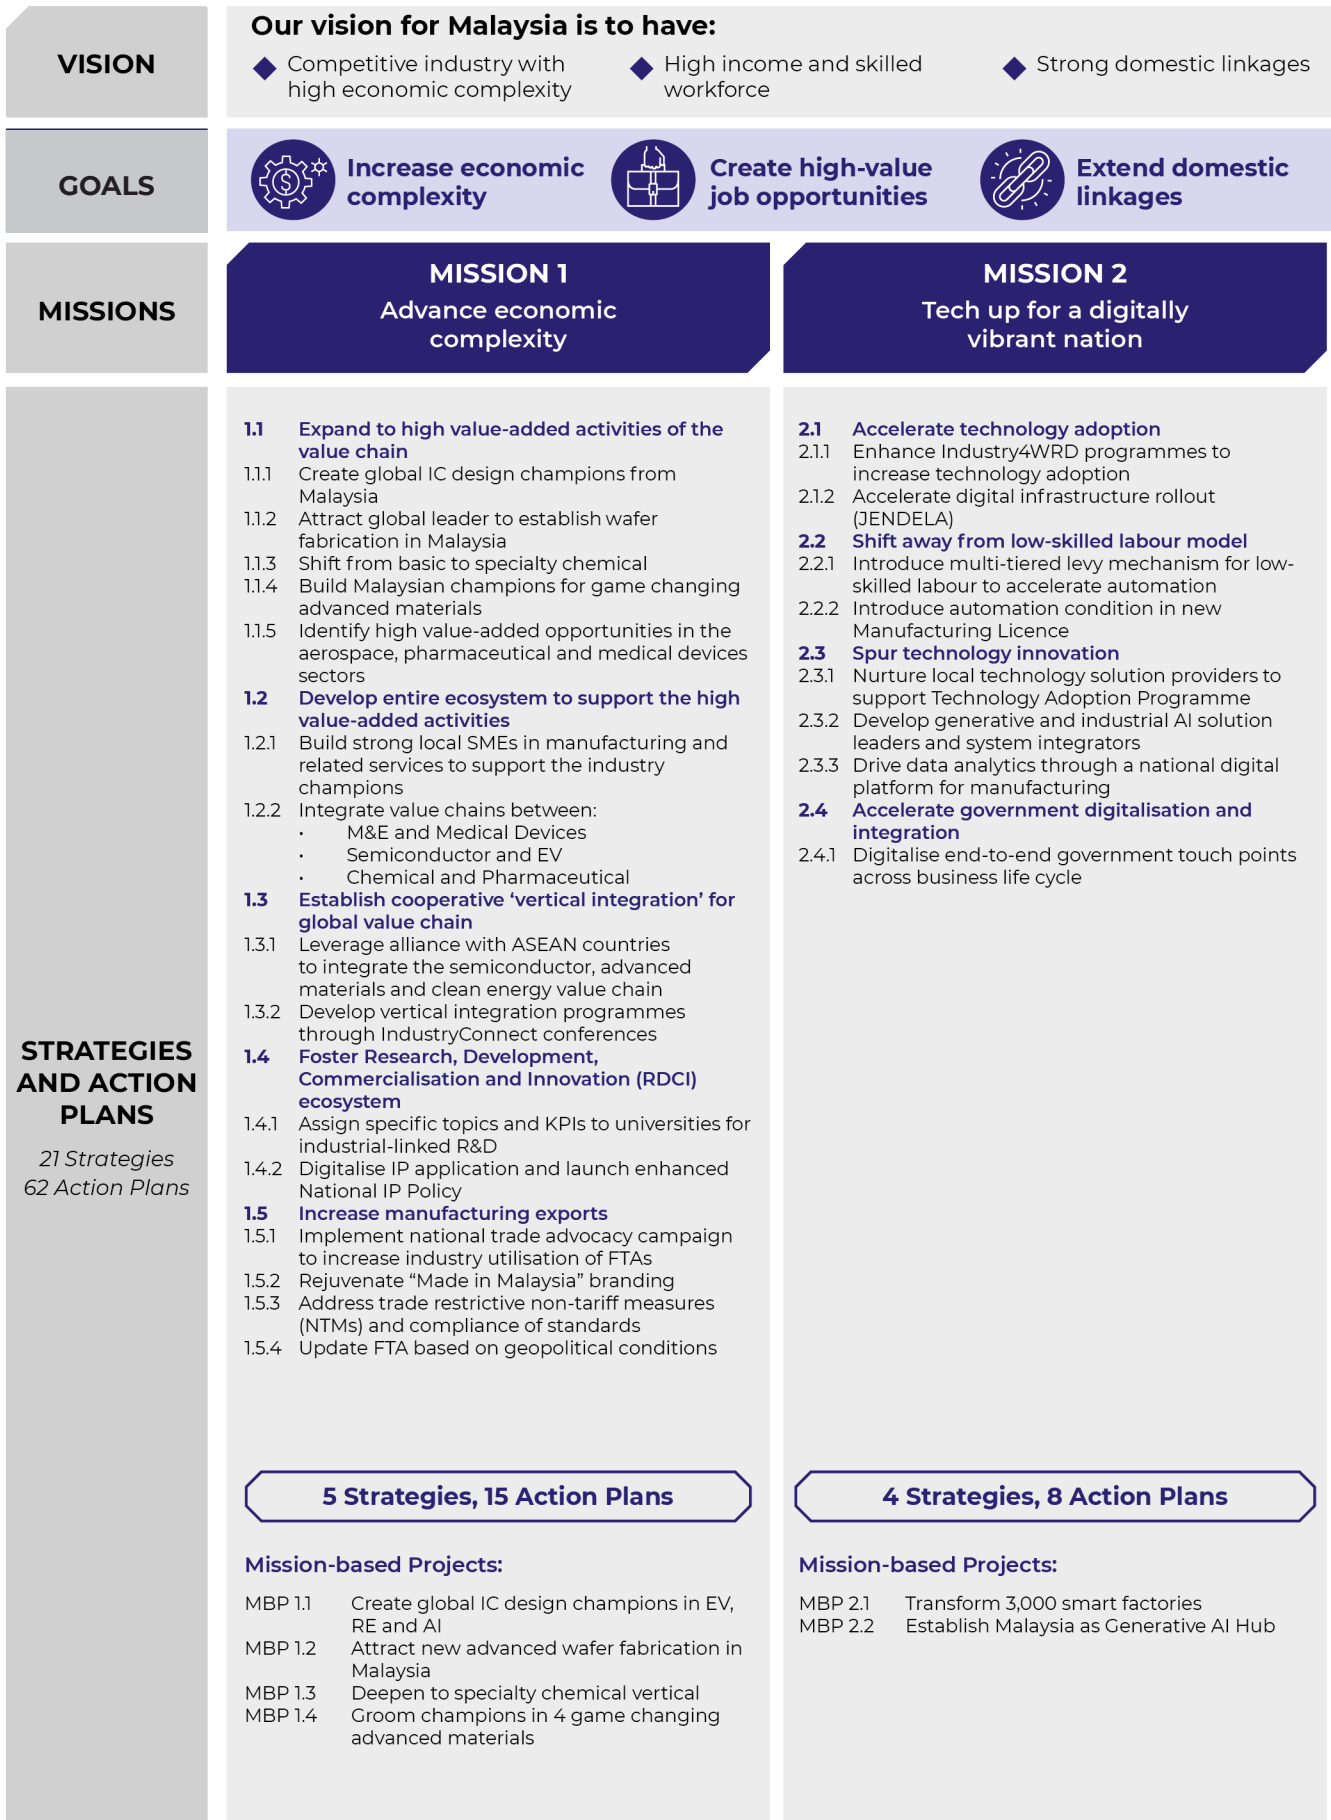 VISION
Our vision for Malaysia is to have:
Competitive industry with
high economic complexity
High income and skilled
workforce
Strong domestic linkages
GOALS
Increase economic
complexity
Create high-value
job opportunities
Extend domestic
linkages
MISSIONS
MISSION 1
Advance economic
complexity
MISSION 2
Tech up for a digitally
vibrant nation
STRATEGIES
AND ACTION
PLANS
21 Strategies
62 Action Plans
1.1 Expand to high value-added activities of the
value chain
1.1.1 Create global IC design champions from
Malaysia
1.1.2 Attract global leader to establish wafer
fabrication in Malaysia
1.1.3 Shift from basic to specialty chemical
1.1.4 Build Malaysian champions for game changing
advanced materials
1.1.5 Identify high value-added opportunities in the
aerospace, pharmaceutical and medical devices
sectors
1.2 Develop entire ecosystem to support the high
value-added activities
1.2.1 Build strong local SMEs in manufacturing and
related services to support the industry
champions
1.2.2 Integrate value chains between:
• M&E and Medical Devices
• Semiconductor and EV
• Chemical and Pharmaceutical
1.3 Establish cooperative ‘vertical integration’ for
global value chain
1.3.1 Leverage alliance with ASEAN countries
to integrate the semiconductor, advanced
materials and clean energy value chain
1.3.2 Develop vertical integration programmes
through IndustryConnect conferences
1.4 Foster Research, Development,
Commercialisation and Innovation (RDCI)
ecosystem
1.4.1 Assign specific topics and KPIs to universities for
industrial-linked R&D
1.4.2 Digitalise IP application and launch enhanced
National IP Policy
1.5 Increase manufacturing exports
1.5.1 Implement national trade advocacy campaign
to increase industry utilisation of FTAs
1.5.2 Rejuvenate “Made in Malaysia” branding
1.5.3 Address trade restrictive non-tariff measures
(NTMs) and compliance of standards
1.5.4 Update FTA based on geopolitical conditions
5 Strategies, 15 Action Plans
Mission-based Projects:
MBP 1.1 Create global IC design champions in EV,
RE and AI
MBP 1.2 Attract new advanced wafer fabrication in
Malaysia
MBP 1.3 Deepen to specialty chemical vertical
MBP 1.4 Groom champions in 4 game changing
advanced materials
2.1 Accelerate technology adoption
2.1.1 Enhance Industry4WRD programmes to
increase technology adoption
2.1.2 Accelerate digital infrastructure rollout
(JENDELA)
2.2 Shift away from low-skilled labour model
2.2.1 Introduce multi-tiered levy mechanism for low-
skilled labour to accelerate automation
2.2.2 Introduce automation condition in new
Manufacturing Licence
2.3 Spur technology innovation
2.3.1 Nurture local technology solution providers to
support Technology Adoption Programme
2.3.2 Develop generative and industrial AI solution
leaders and system integrators
2.3.3 Drive data analytics through a national digital
platform for manufacturing
2.4 Accelerate government digitalisation and
integration
2.4.1 Digitalise end-to-end government touch points
across business life cycle
4 Strategies, 8 Action Plans
Mission-based Projects:
MBP 2.1 Transform 3,000 smart factories
MBP 2.2 Establish Malaysia as Generative AI Hub